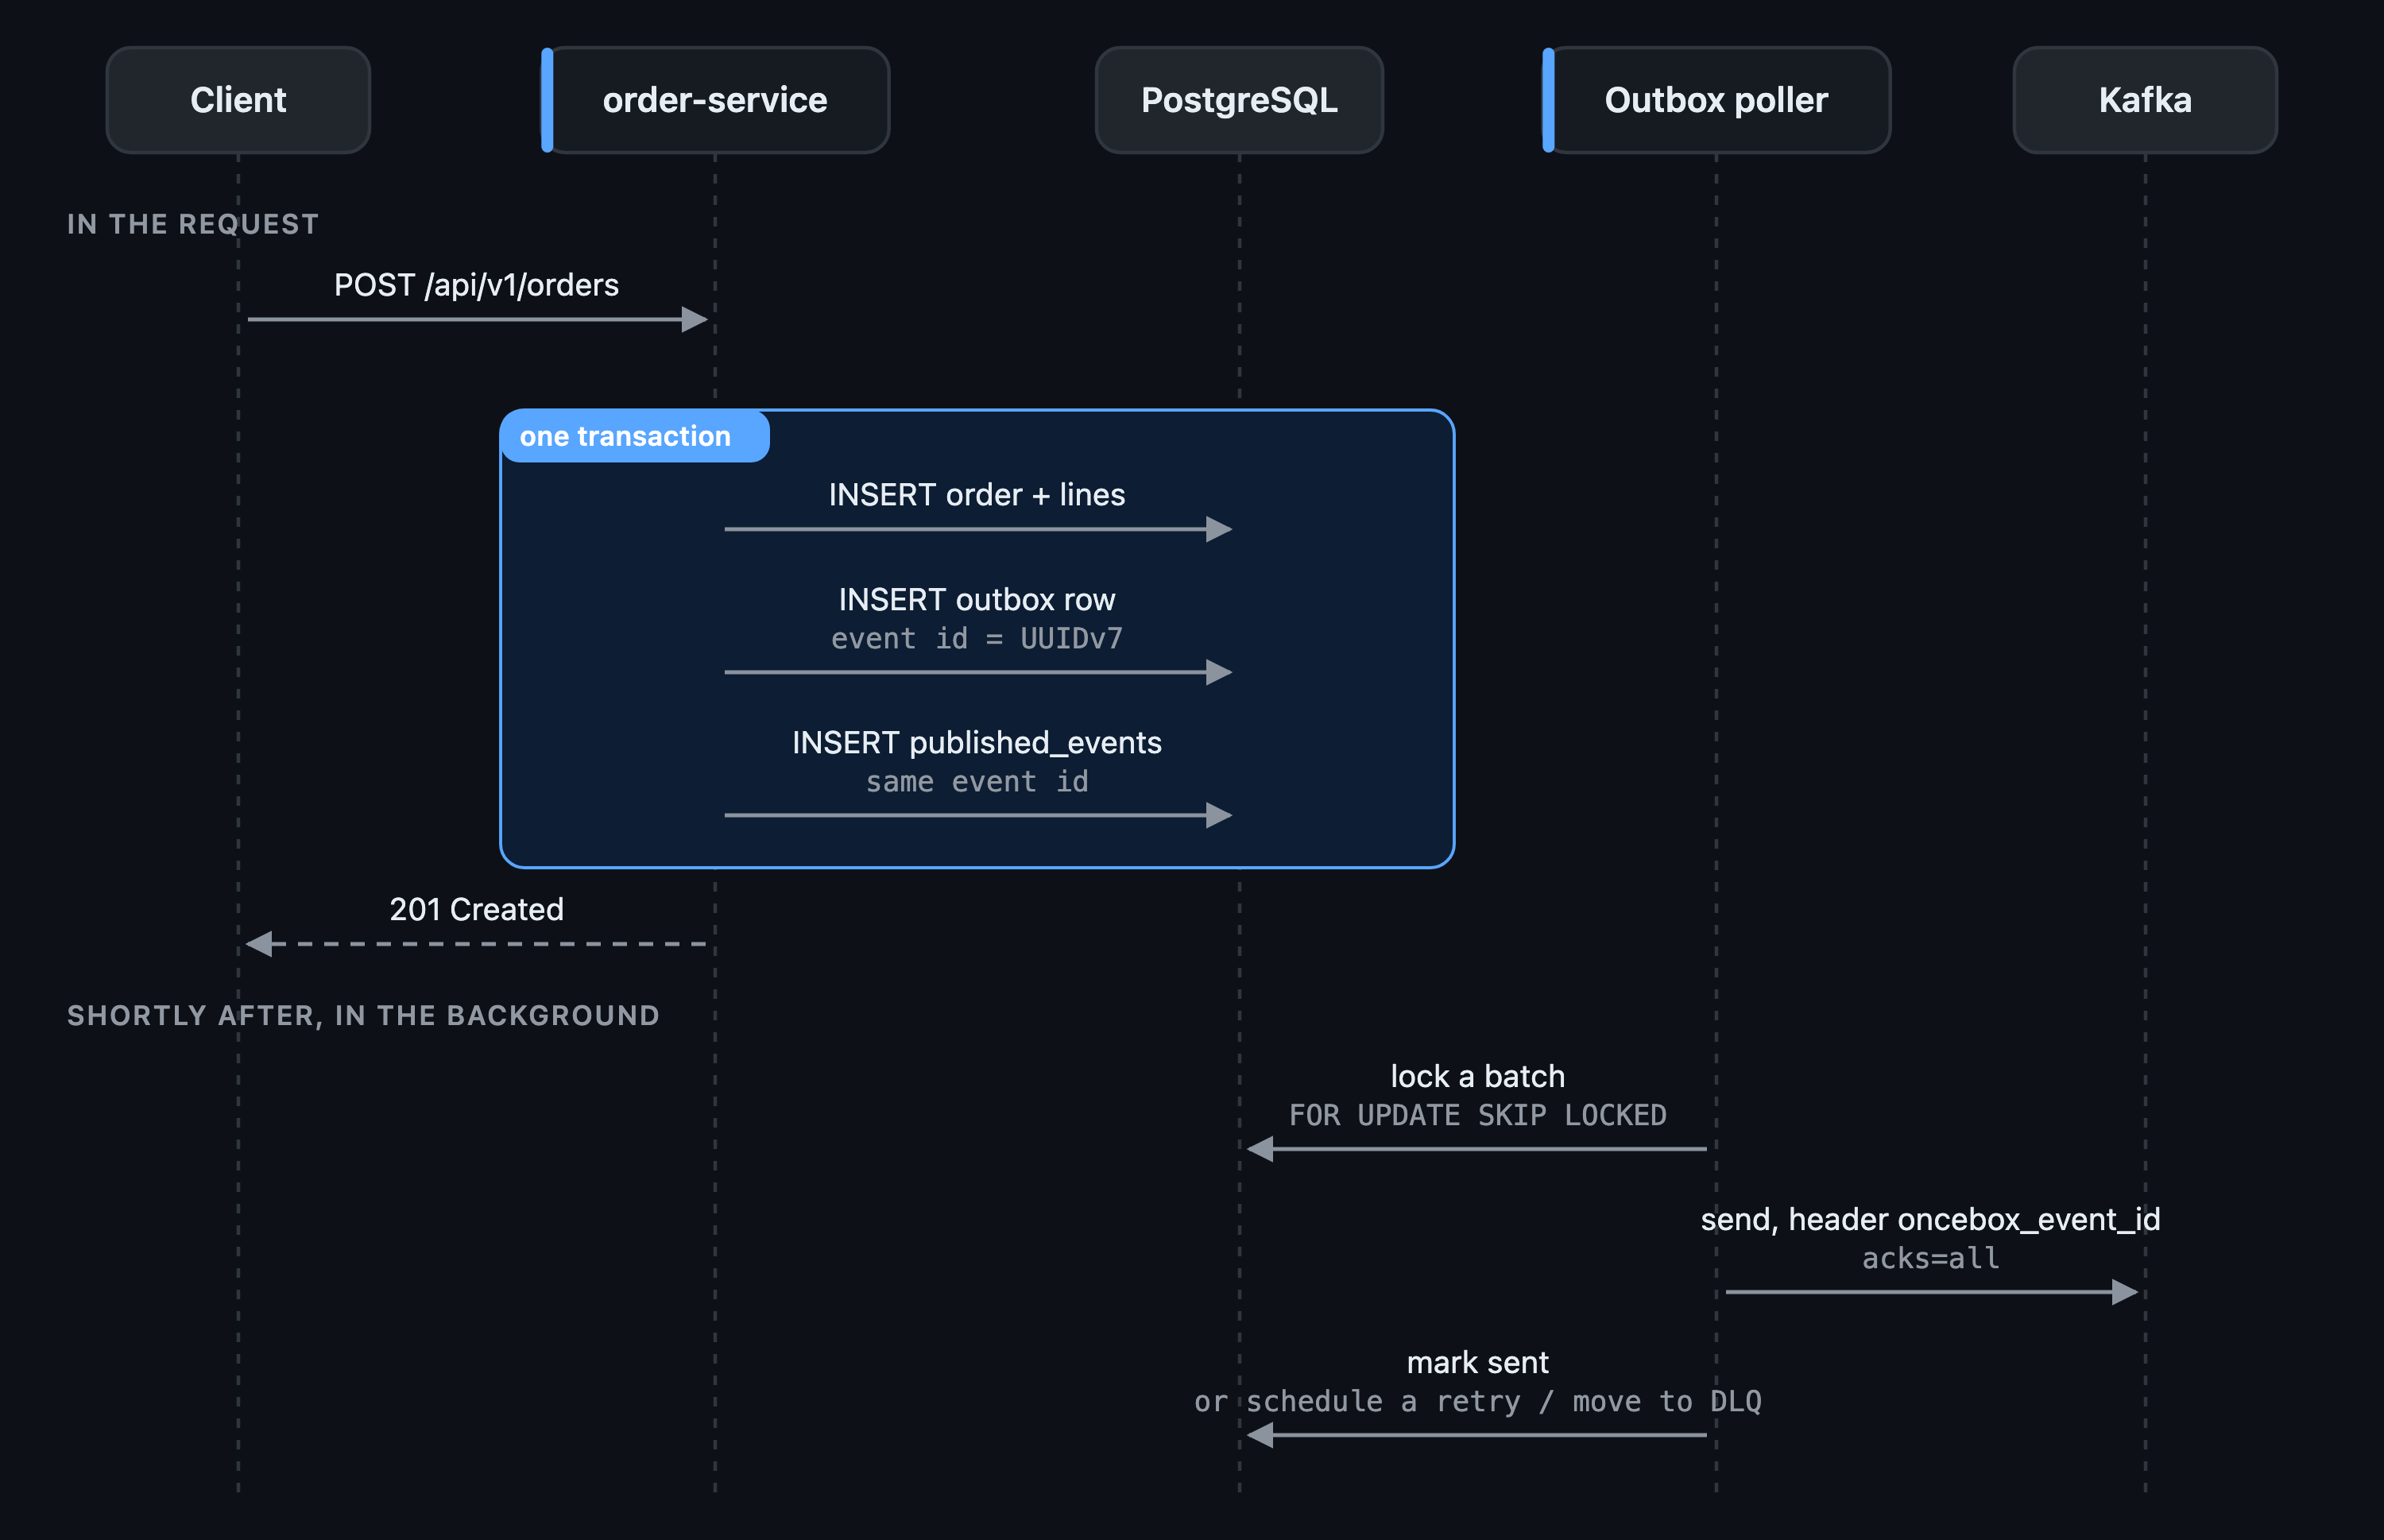 Client
order-service
PostgreSQL
Outbox poller
Kafka
IN THE REQUEST
POST /api/v1/orders
one transaction
INSERT order + lines
INSERT outbox row
event id = UUIDv7
INSERT published_events
same event id
201 Created
SHORTLY AFTER, IN THE BACKGROUND
lock a batch
FOR UPDATE SKIP LOCKED
send, header oncebox_event_id
acks=all
mark sent
or schedule a retry / move to DLQ